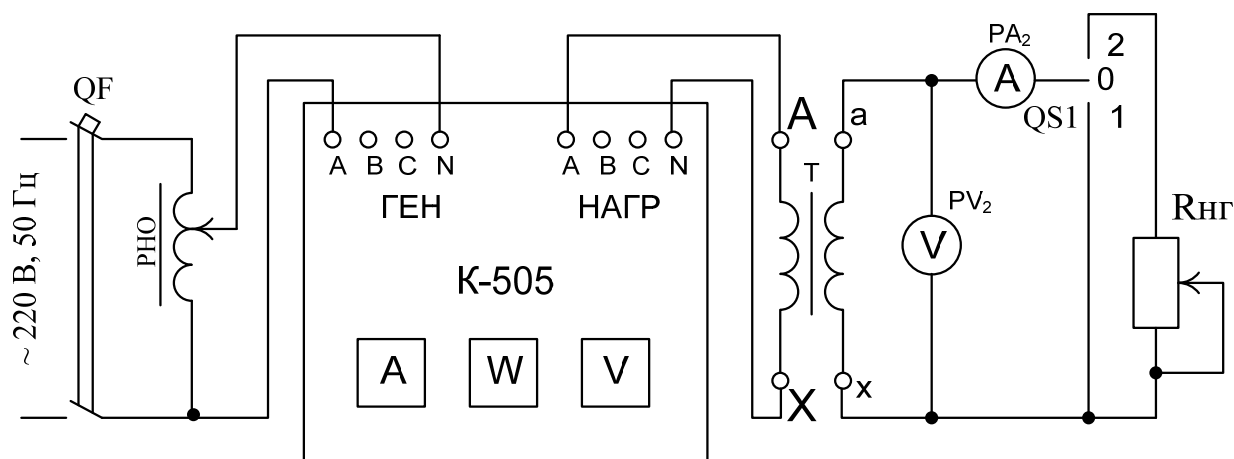 QF
~ 220 В, 50 Гц
РНО
A B C N
ГЕН
A B C N
НАГР
К-505
A W V
A
X
T
a
x
PV₂
V
PA₂
A
QS1
2
0
1
Rнг